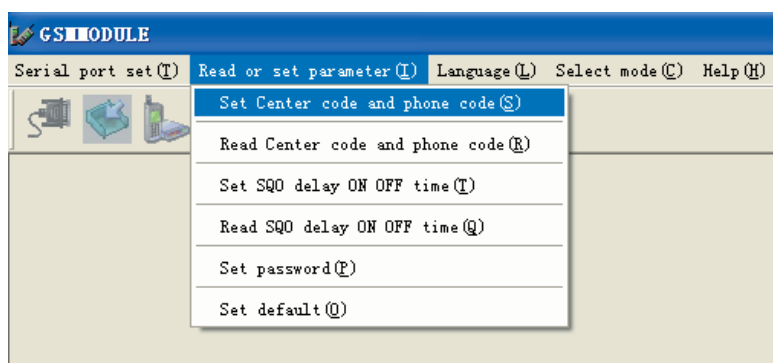 Serial port set(T) Read or set parameter(I) Language(L) Select mode(C) Help(H)
Set Center code and phone code(S)
Read Center code and phone code(R)
Set SQO delay ON OFF time(T)
Read SQO delay ON OFF time(Q)
Set password(P)
Set default(O)